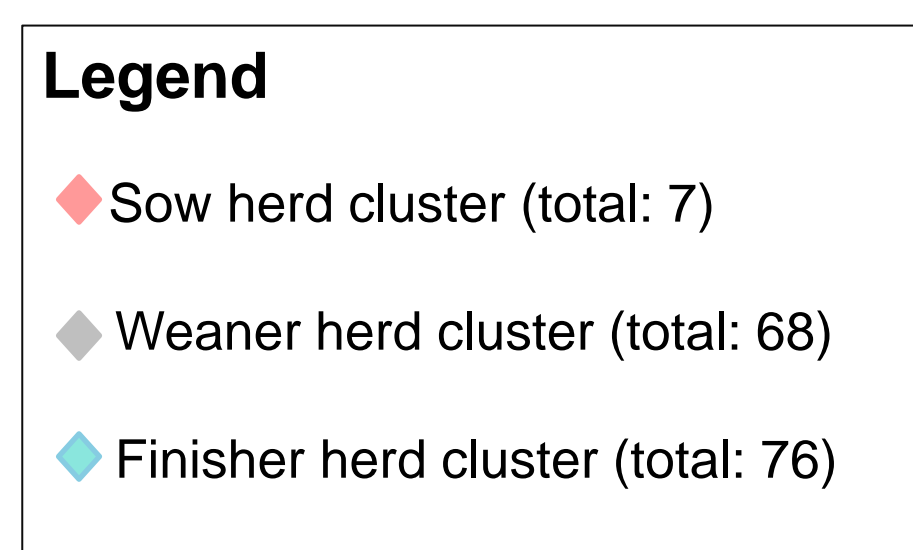 Legend
Sow herd cluster (total: 7)
Weaner herd cluster (total: 68)
Finisher herd cluster (total: 76)